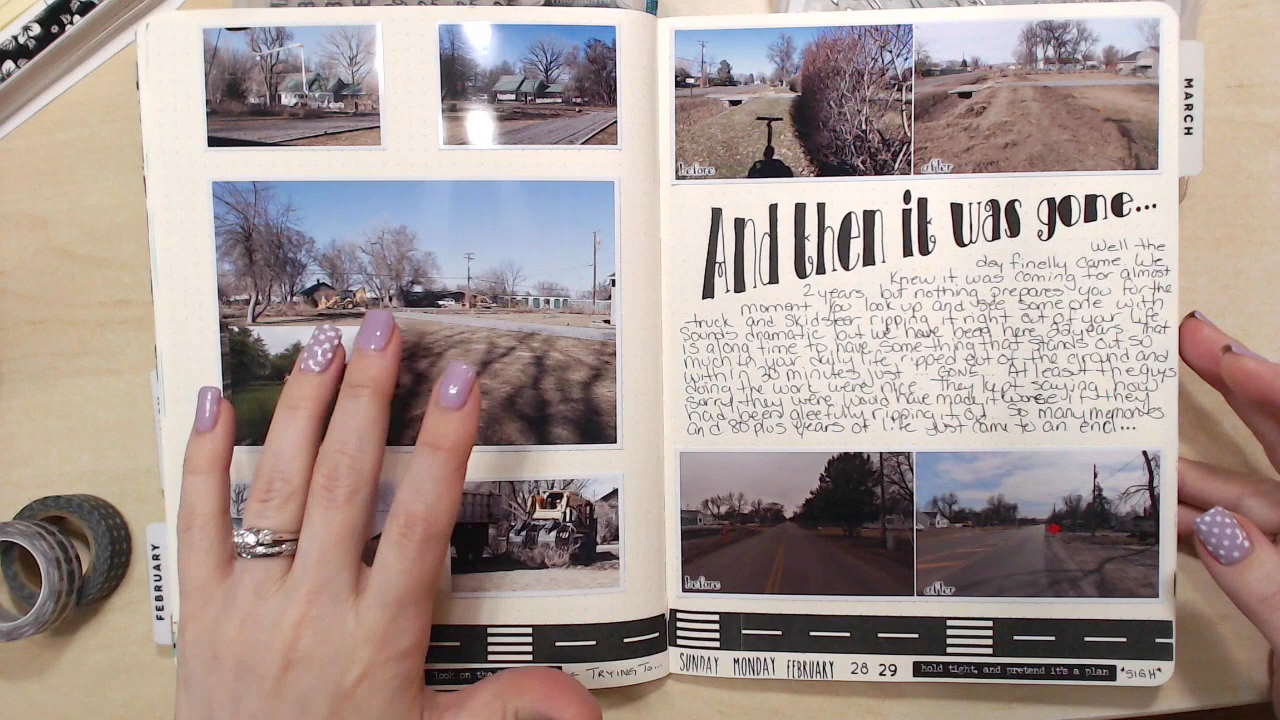 MARCH
before
after
And then it was gone...
Well the
day finelly came. We
knew it was coming for almost
2 years, but nothing prepares you for the
moment you look up and see someone with
truck and skidsteer ripping it right out of your life.
Sounds dramatic but we have been here 20 years that
is a long time to have something that stands out so
much in your daily life ripped out of the ground and
with in 30 minutes just... GONE. At least the guys
doing the work were nice. They kept saying how
sorry they were. Would have made it worse if they
had been gleefully ripping it out. So many memories
and 80 plus years of life just came to an end...
before
after
FEBRUARY
look on the
TRYING TO...
SUNDAY MONDAY FEBRUARY 28 29
hold tight, and pretend it's a plan
*SIGH*